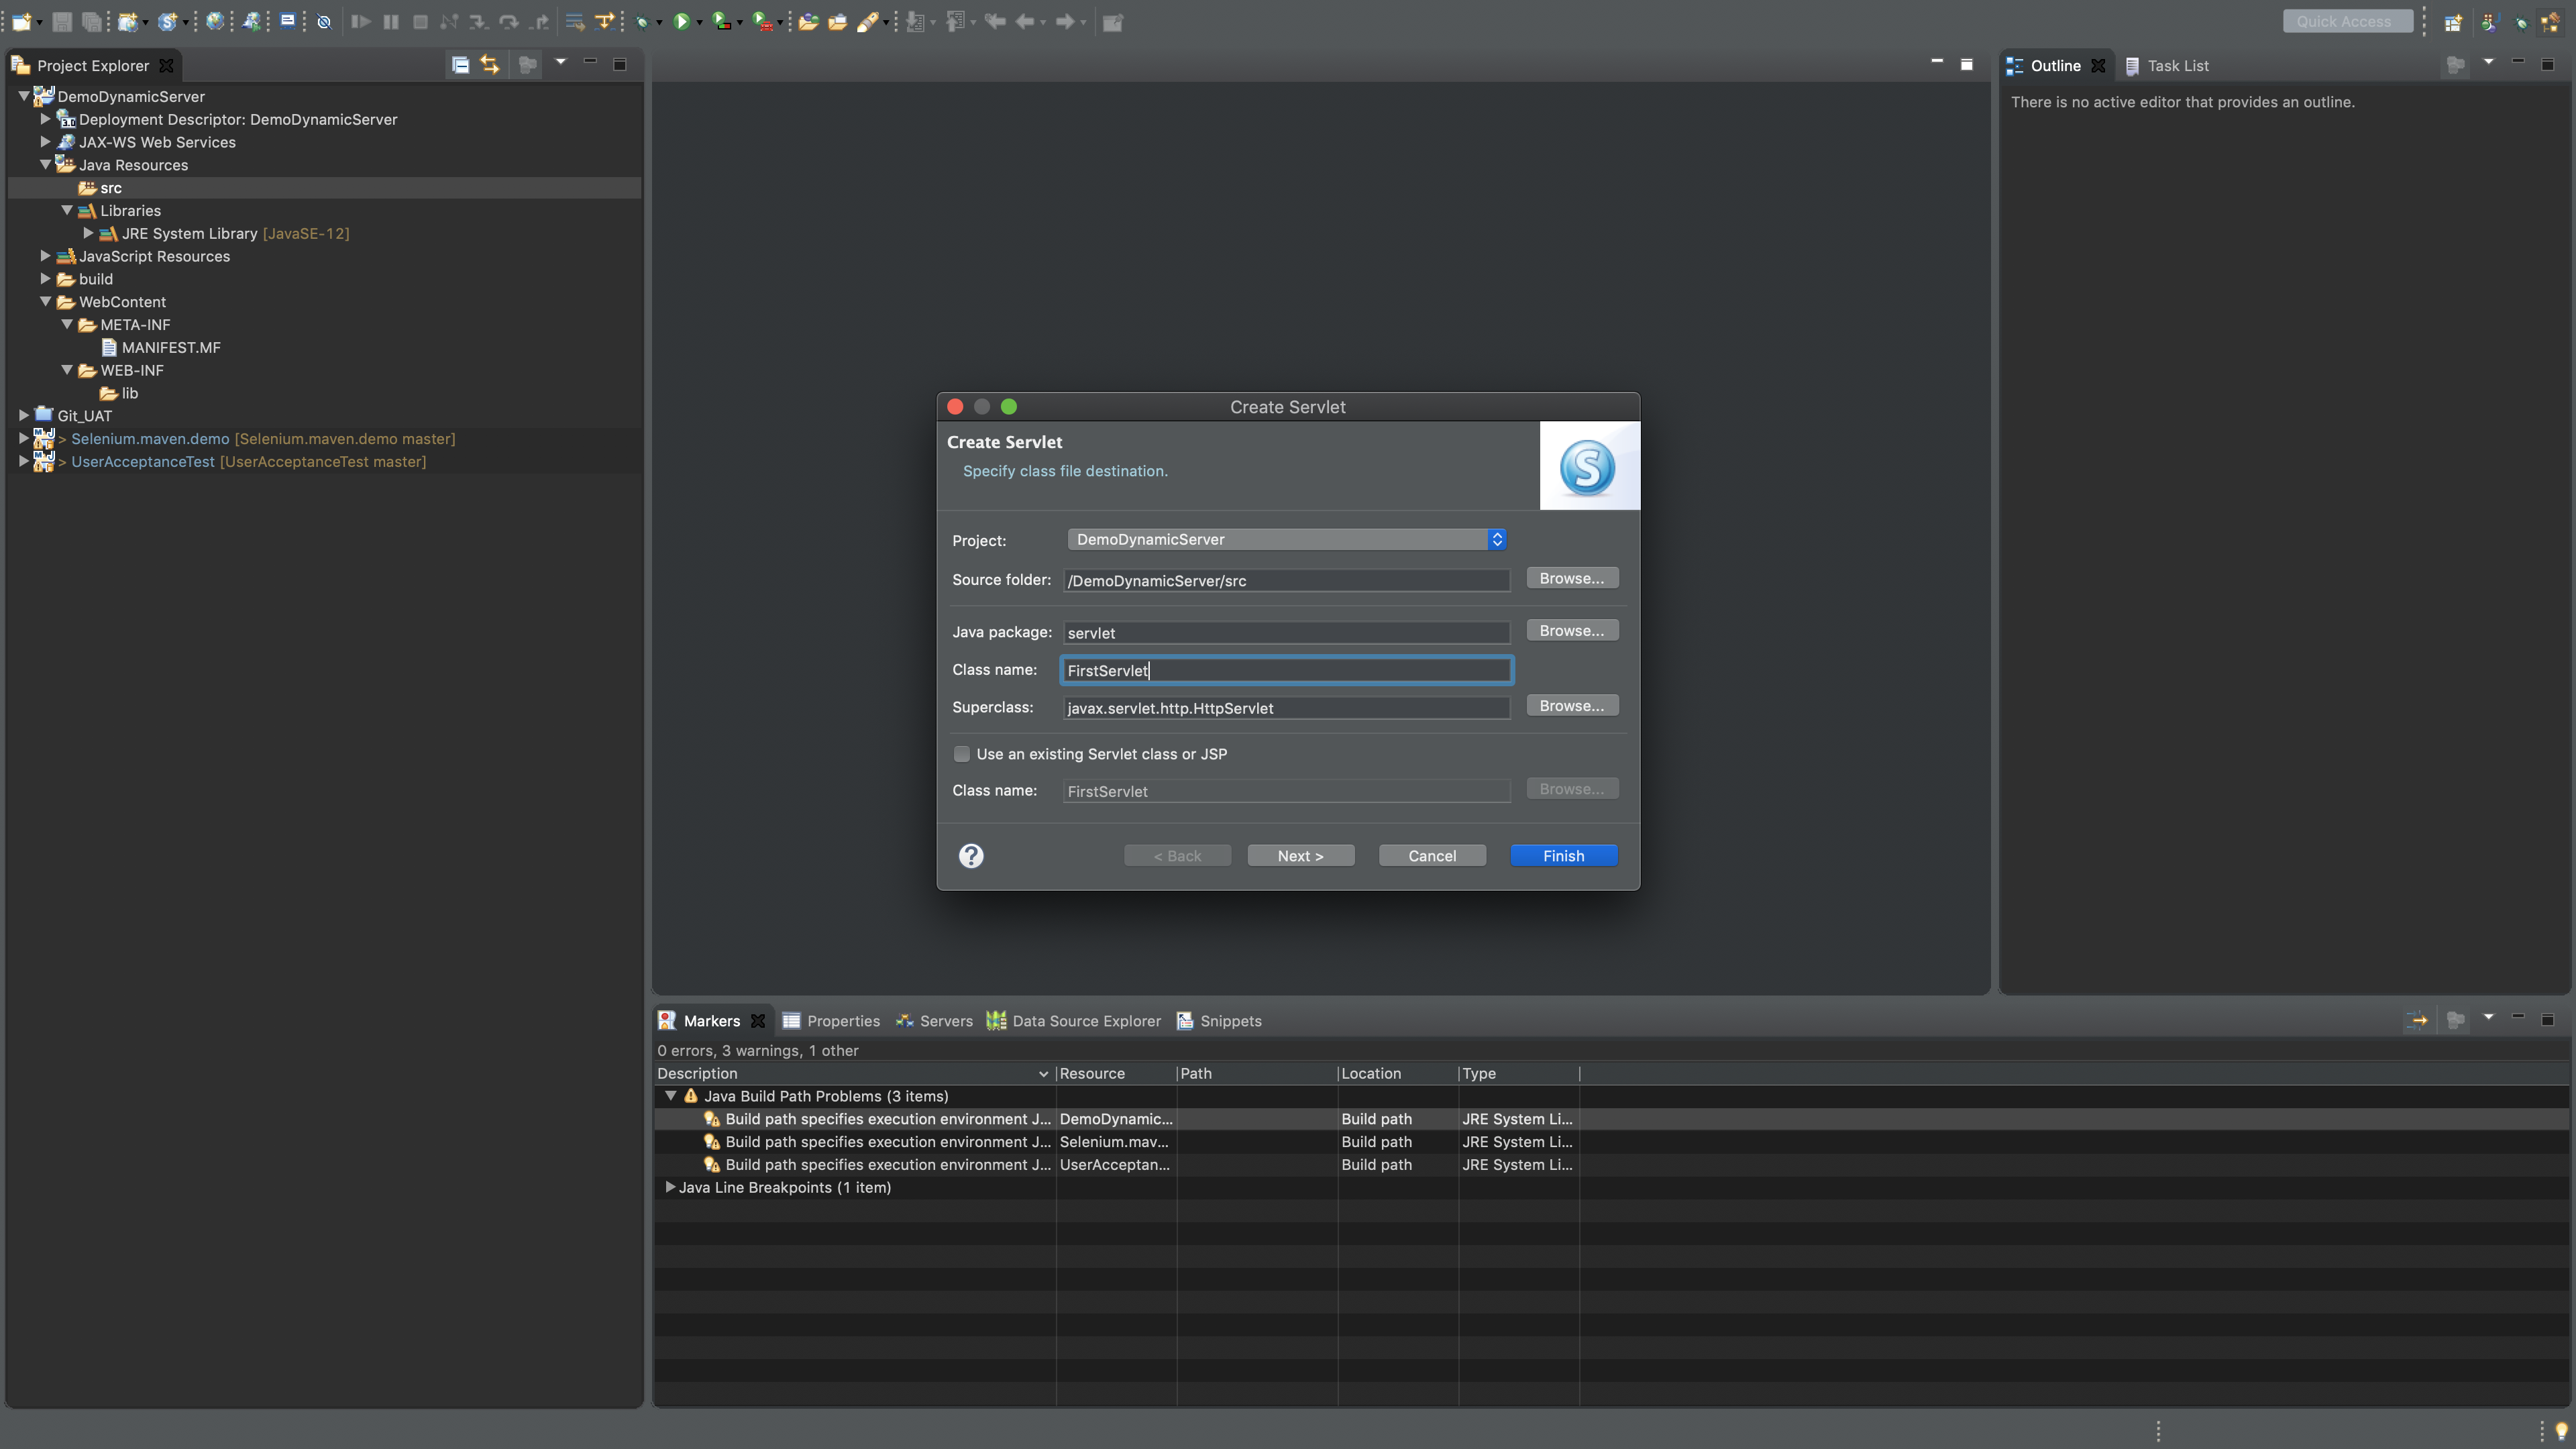 Quick Access
Project Explorer
DemoDynamicServer
3.0
Deployment Descriptor: DemoDynamicServer
JAX-WS Web Services
Java Resources
src
Libraries
JRE System Library [JavaSE-12]
JavaScript Resources
build
WebContent
META-INF
MANIFEST.MF
WEB-INF
lib
Git_UAT
> Selenium.maven.demo [Selenium.maven.demo master]
> UserAcceptanceTest [UserAcceptanceTest master]
Outline
Task List
There is no active editor that provides an outline.
Create Servlet
Create Servlet
Specify class file destination.
S
Project: DemoDynamicServer
Source folder: /DemoDynamicServer/src Browse...
Java package: servlet Browse...
Class name: FirstServlet
Superclass: javax.servlet.http.HttpServlet Browse...
Use an existing Servlet class or JSP
Class name: FirstServlet Browse...
? < Back Next > Cancel Finish
Markers Properties Servers Data Source Explorer Snippets
0 errors, 3 warnings, 1 other
Description Resource Path Location Type
Java Build Path Problems (3 items)
Build path specifies execution environment J... DemoDynamic... Build path JRE System Li...
Build path specifies execution environment J... Selenium.mav... Build path JRE System Li...
Build path specifies execution environment J... UserAcceptan... Build path JRE System Li...
Java Line Breakpoints (1 item)